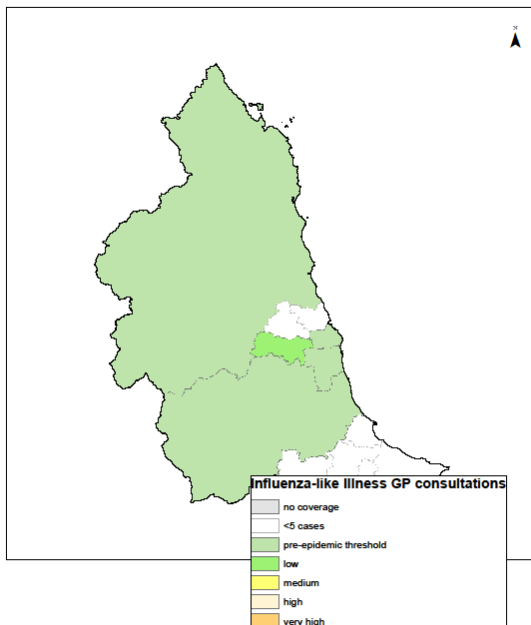 Influenza-like Illness GP consultations
no coverage
<5 cases
pre-epidemic threshold
low
medium
high
very high